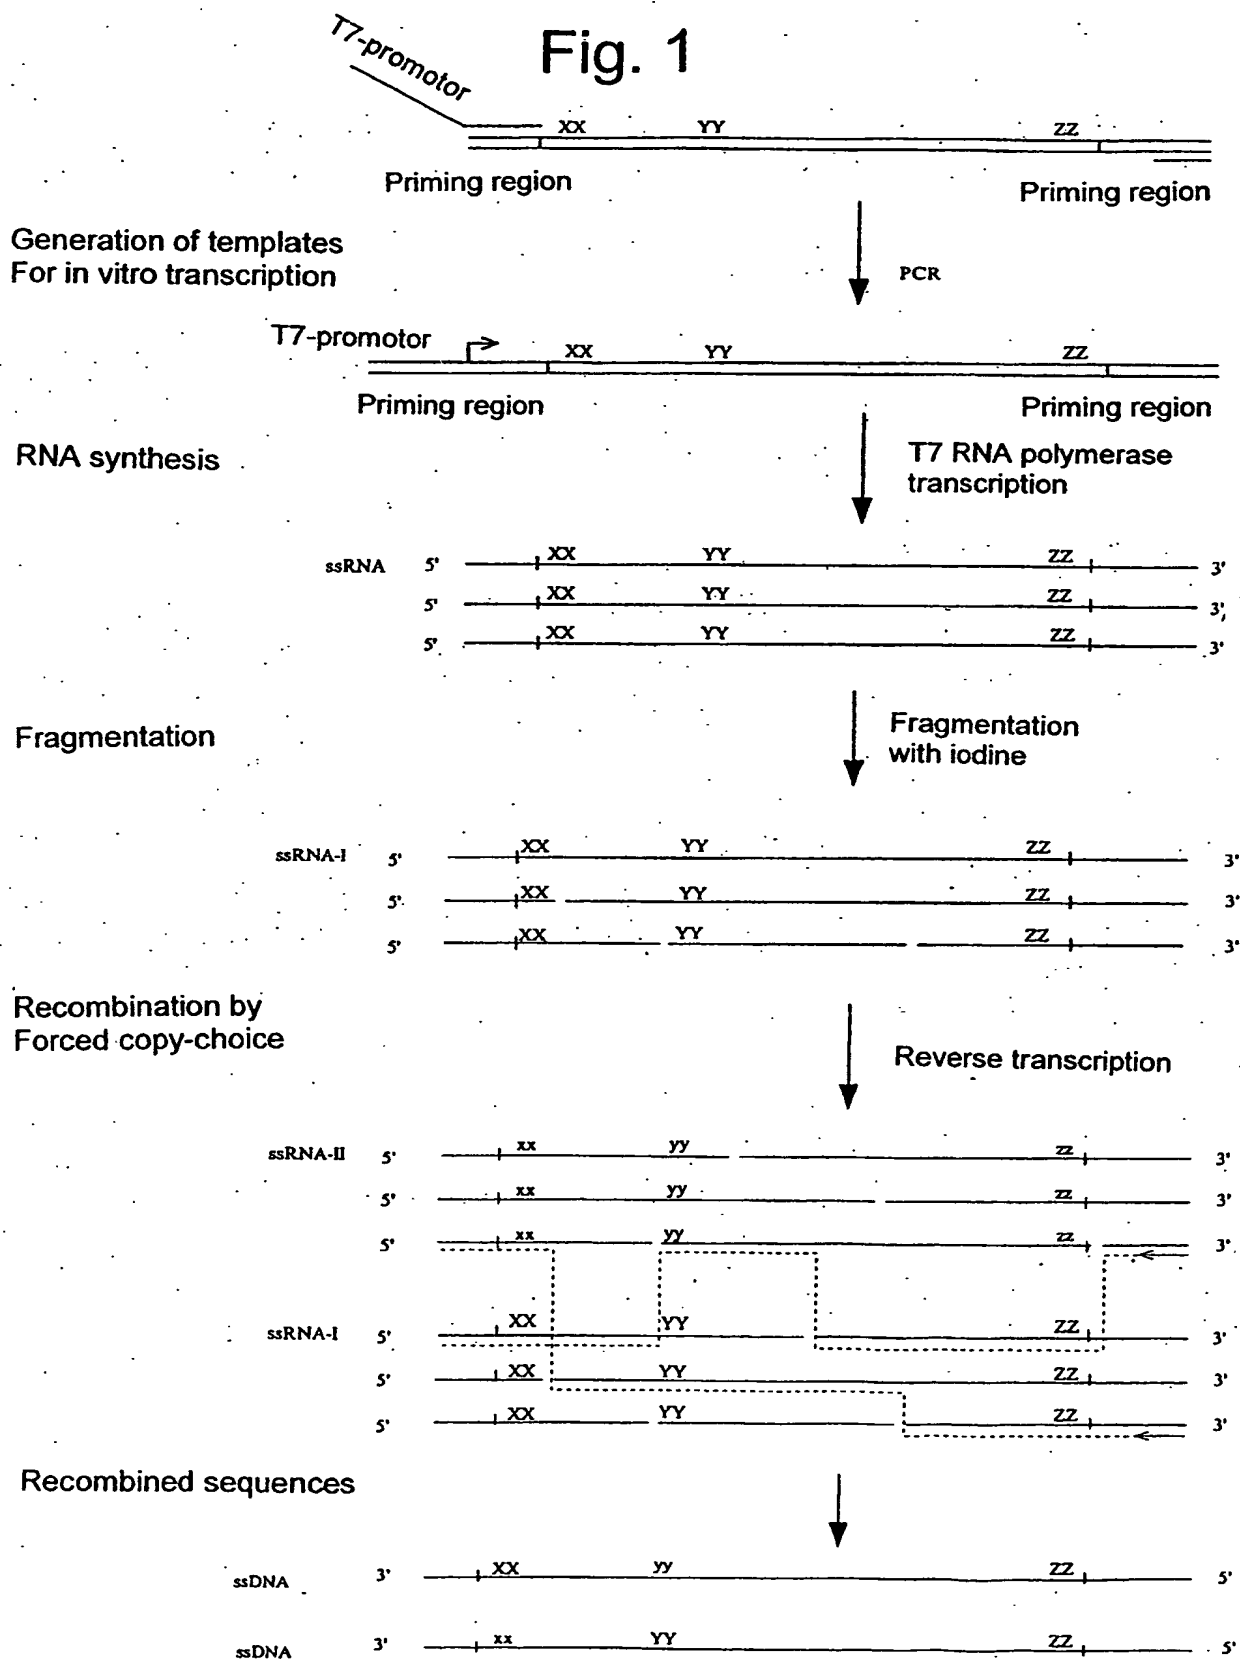 Fig. 1
T7-promotor
XX YY ZZ
Priming region Priming region
Generation of templates
For in vitro transcription
PCR
T7-promotor
XX YY ZZ
Priming region Priming region
RNA synthesis
T7 RNA polymerase
transcription
ssRNA 5' XX YY ZZ 3'
5' XX YY ZZ 3'
5' XX YY ZZ 3'
Fragmentation
Fragmentation
with iodine
ssRNA-I 5' XX YY ZZ 3'
5' XX YY ZZ 3'
5' XX YY ZZ 3'
Recombination by
Forced copy-choice
Reverse transcription
ssRNA-II 5' xx yy zz 3'
5' xx yy zz 3'
5' xx yy zz 3'
ssRNA-I 5' XX YY ZZ 3'
5' XX YY ZZ 3'
5' XX YY ZZ 3'
Recombined sequences
ssDNA 3' XX yy ZZ 5'
ssDNA 3' xx YY ZZ 5'